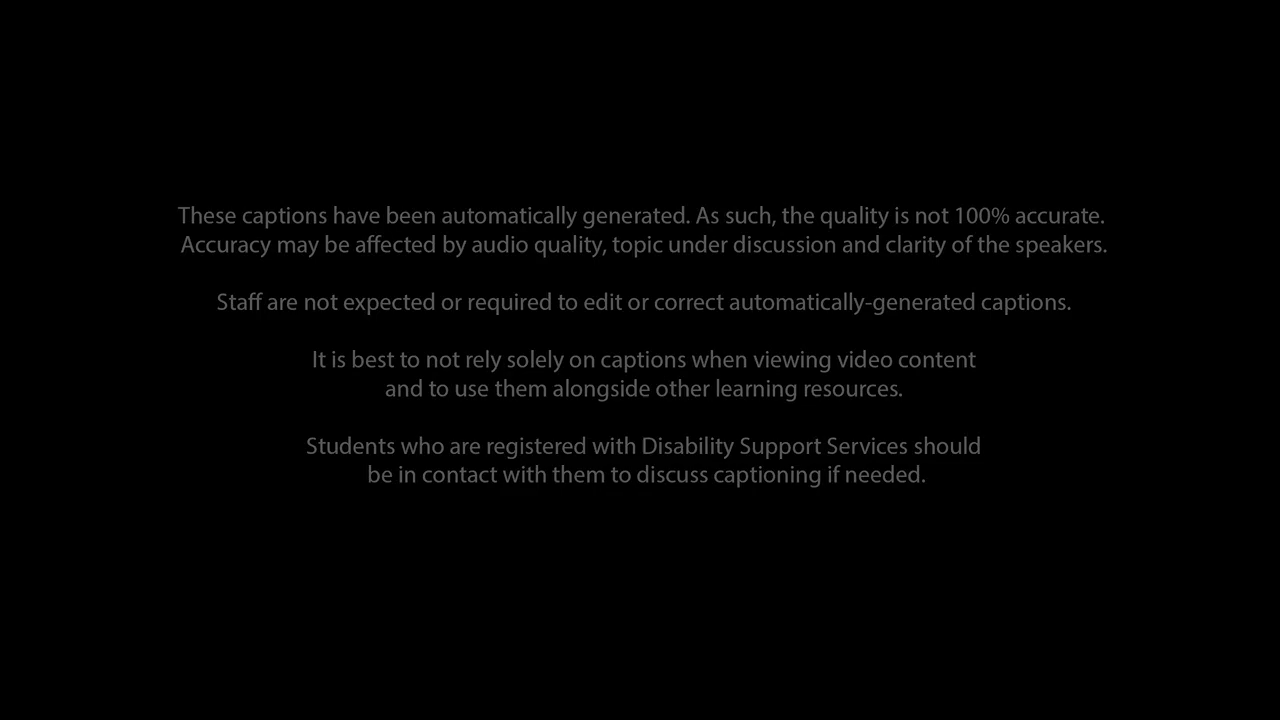 These captions have been automatically generated. As such, the quality is not 100% accurate.
Accuracy may be affected by audio quality, topic under discussion and clarity of the speakers.
Staff are not expected or required to edit or correct automatically-generated captions.
It is best to not rely solely on captions when viewing video content
and to use them alongside other learning resources.
Students who are registered with Disability Support Services should
be in contact with them to discuss captioning if needed.